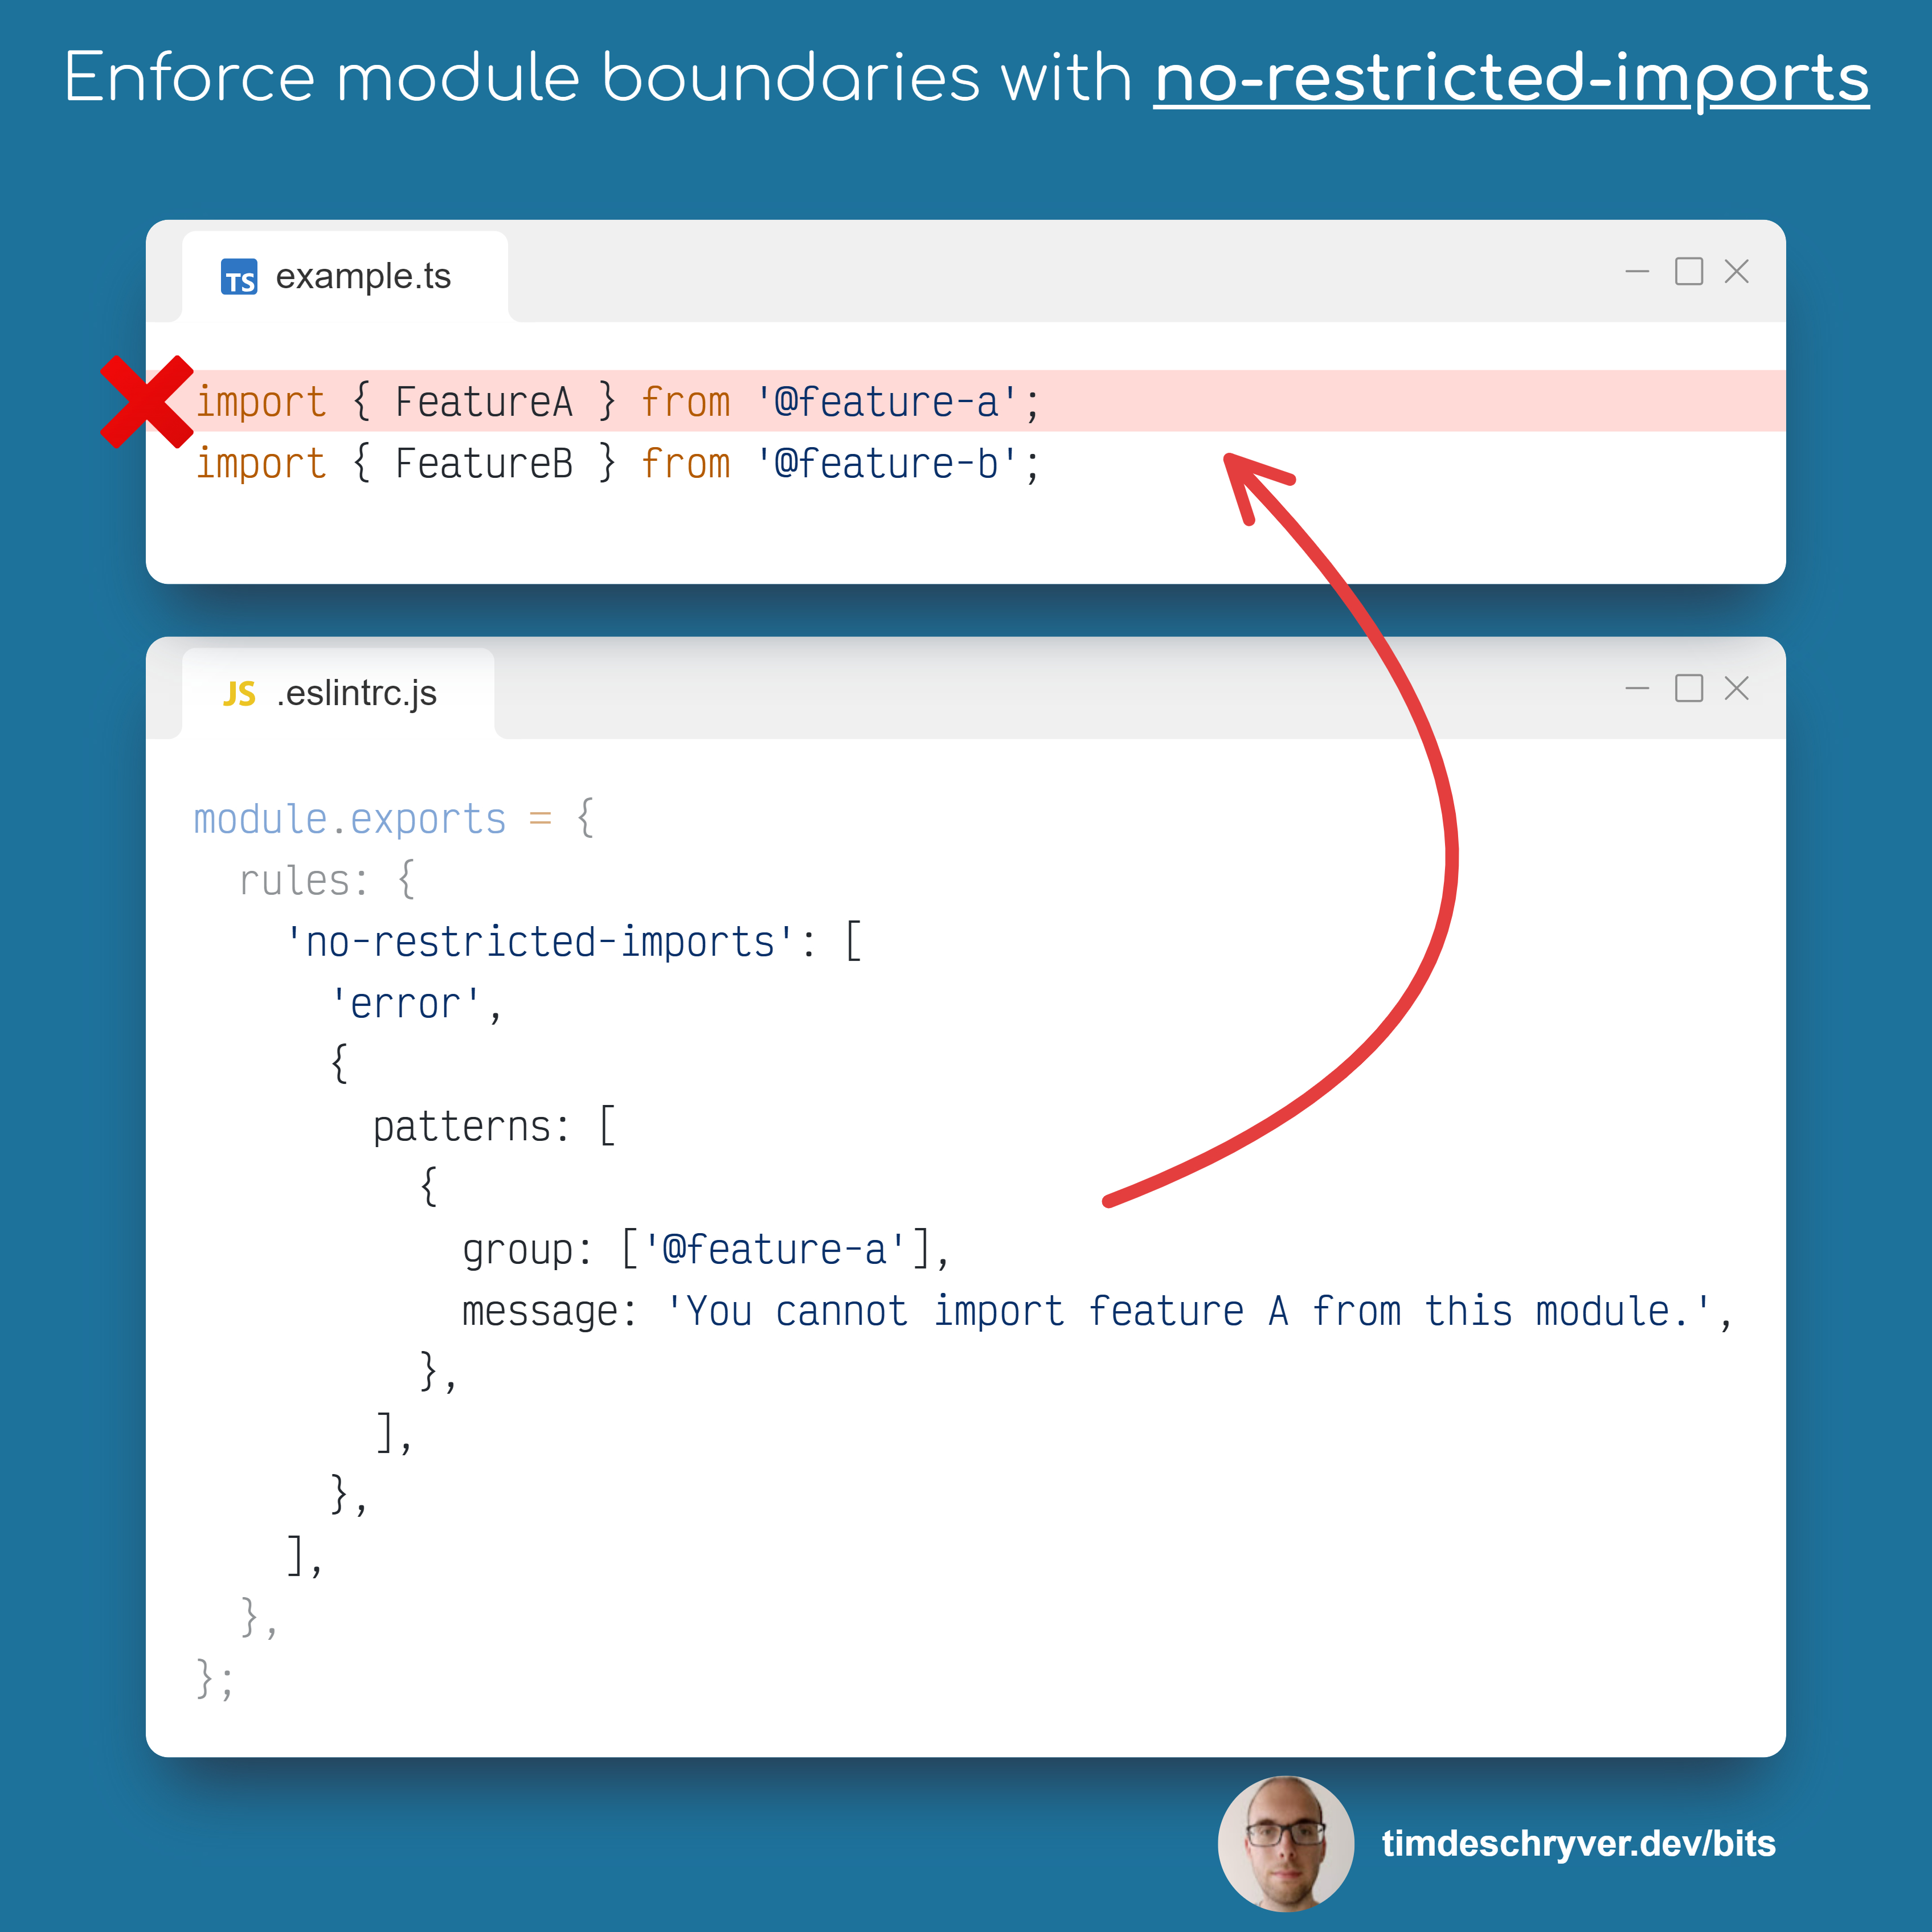 Enforce module boundaries with no-restricted-imports
TS example.ts
import { FeatureA } from '@feature-a';
import { FeatureB } from '@feature-b';
JS .eslintrc.js
module.exports = {
  rules: {
    'no-restricted-imports': [
      'error',
      {
        patterns: [
          {
            group: ['@feature-a'],
            message: 'You cannot import feature A from this module.',
          },
        ],
      },
    ],
  },
};
timdeschryver.dev/bits